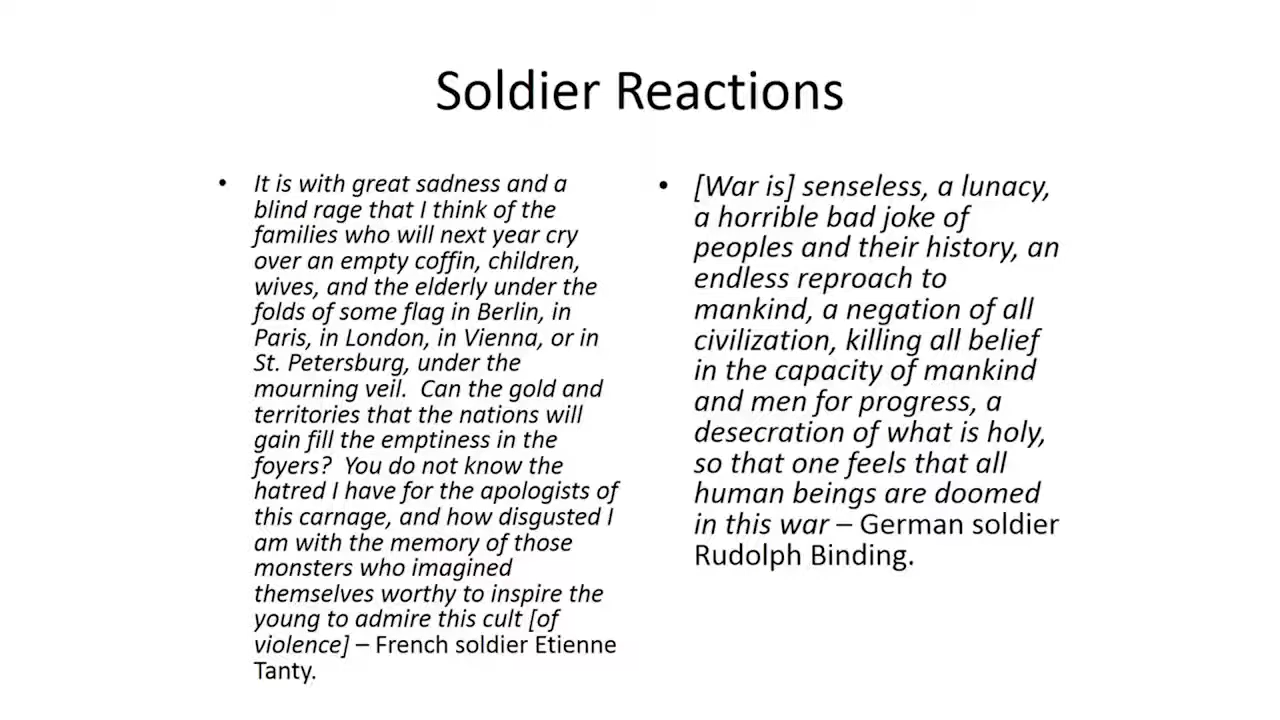 Soldier Reactions
• It is with great sadness and a
blind rage that I think of the
families who will next year cry
over an empty coffin, children,
wives, and the elderly under the
folds of some flag in Berlin, in
Paris, in London, in Vienna, or in
St. Petersburg, under the
mourning veil.  Can the gold and
territories that the nations will
gain fill the emptiness in the
foyers?  You do not know the
hatred I have for the apologists of
this carnage, and how disgusted I
am with the memory of those
monsters who imagined
themselves worthy to inspire the
young to admire this cult [of
violence] – French soldier Etienne
Tanty.
• [War is] senseless, a lunacy,
a horrible bad joke of
peoples and their history, an
endless reproach to
mankind, a negation of all
civilization, killing all belief
in the capacity of mankind
and men for progress, a
desecration of what is holy,
so that one feels that all
human beings are doomed
in this war – German soldier
Rudolph Binding.